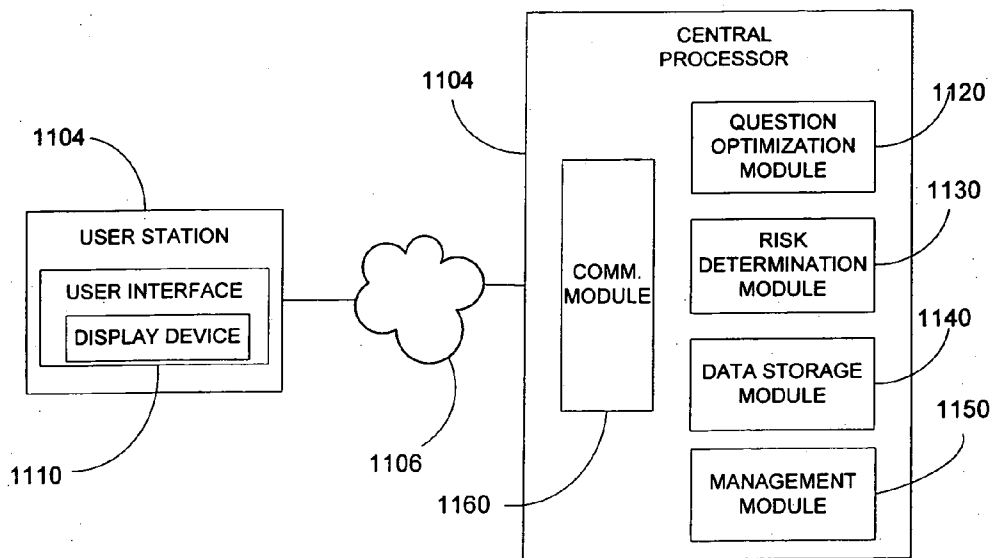 CENTRAL
PROCESSOR
1104
1120
QUESTION
OPTIMIZATION
MODULE
1104
USER STATION
USER INTERFACE
DISPLAY DEVICE
1110
1106
COMM.
MODULE
1160
1130
RISK
DETERMINATION
MODULE
1140
DATA STORAGE
MODULE
1150
MANAGEMENT
MODULE